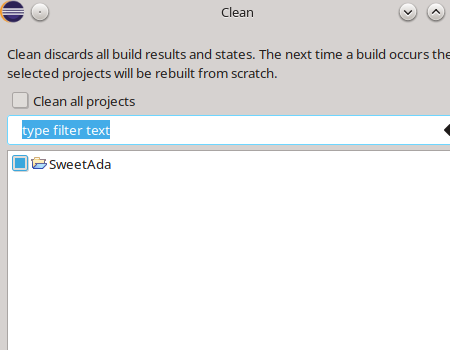 Clean
Clean discards all build results and states. The next time a build occurs the
selected projects will be rebuilt from scratch.
Clean all projects
type filter text
SweetAda